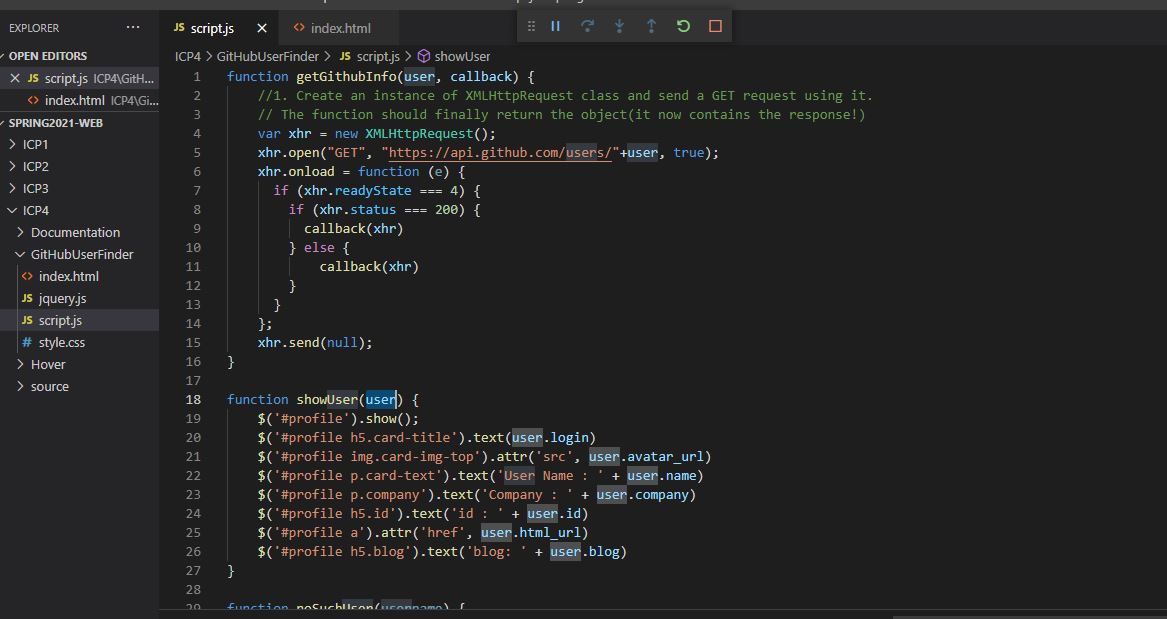 EXPLORER ...
OPEN EDITORS
JS script.js ICP4\GitH...
<> index.html ICP4\Gi...
SPRING2021-WEB
ICP1
ICP2
ICP3
ICP4
Documentation
GitHubUserFinder
<> index.html
JS jquery.js
JS script.js
# style.css
Hover
source
JS script.js
<> index.html
ICP4 > GitHubUserFinder > JS script.js > showUser
1 function getGithubInfo(user, callback) {
2 //1. Create an instance of XMLHttpRequest class and send a GET request using it.
3 // The function should finally return the object(it now contains the response!)
4 var xhr = new XMLHttpRequest();
5 xhr.open("GET", "https://api.github.com/users/"+user, true);
6 xhr.onload = function (e) {
7 if (xhr.readyState === 4) {
8 if (xhr.status === 200) {
9 callback(xhr)
10 } else {
11 callback(xhr)
12 }
13 }
14 };
15 xhr.send(null);
16 }
17
18 function showUser(user) {
19 $('#profile').show();
20 $('#profile h5.card-title').text(user.login)
21 $('#profile img.card-img-top').attr('src', user.avatar_url)
22 $('#profile p.card-text').text('User Name : ' + user.name)
23 $('#profile p.company').text('Company : ' + user.company)
24 $('#profile h5.id').text('id : ' + user.id)
25 $('#profile a').attr('href', user.html_url)
26 $('#profile h5.blog').text('blog: ' + user.blog)
27 }
28
29 function noSuchUser(username) {